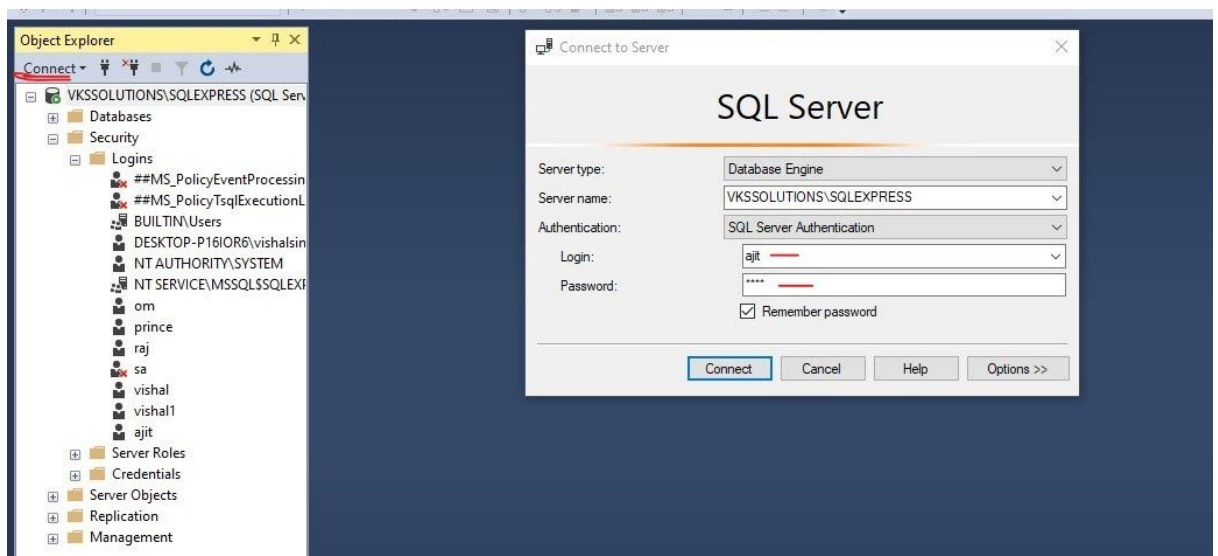 Object Explorer
Connect
VKSSOLUTIONS\SQLEXPRESS (SQL Serv
Databases
Security
Logins
##MS_PolicyEventProcessin
##MS_PolicyTsqlExecutionL
BUILTIN\Users
DESKTOP-P16IOR6\vishalsin
NT AUTHORITY\SYSTEM
NT SERVICE\MSSQL$SQLEXP
om
prince
raj
sa
vishal
vishal1
ajit
Server Roles
Credentials
Server Objects
Replication
Management
Connect to Server
SQL Server
Server type: Database Engine
Server name: VKSSOLUTIONS\SQLEXPRESS
Authentication: SQL Server Authentication
Login: ajit
Password: ****
Remember password
Connect Cancel Help Options >>